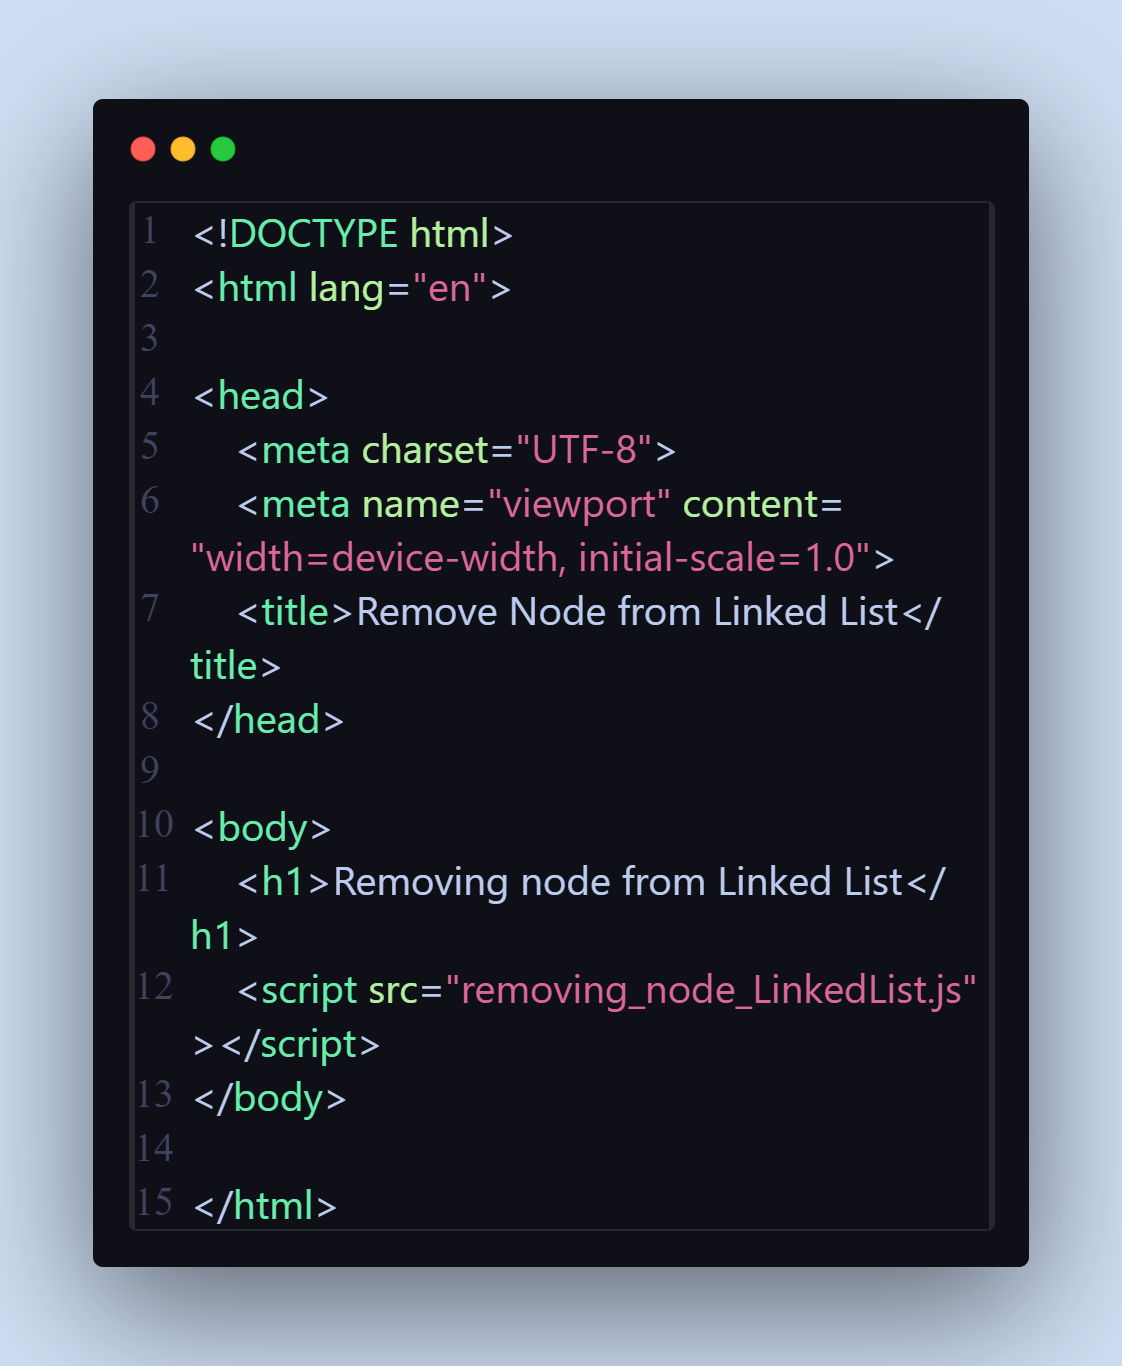 1 <!DOCTYPE html>
2 <html lang="en">
3
4 <head>
5     <meta charset="UTF-8">
6     <meta name="viewport" content=
"width=device-width, initial-scale=1.0">
7     <title>Remove Node from Linked List</
title>
8 </head>
9
10 <body>
11     <h1>Removing node from Linked List</
h1>
12     <script src="removing_node_LinkedList.js"
></script>
13 </body>
14
15 </html>